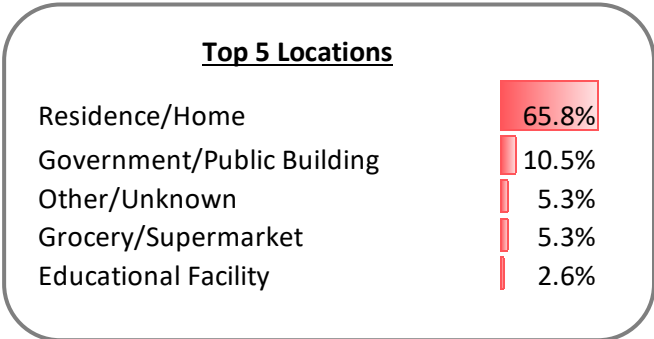 Top 5 Locations
Residence/Home 65.8%
Government/Public Building 10.5%
Other/Unknown 5.3%
Grocery/Supermarket 5.3%
Educational Facility 2.6%